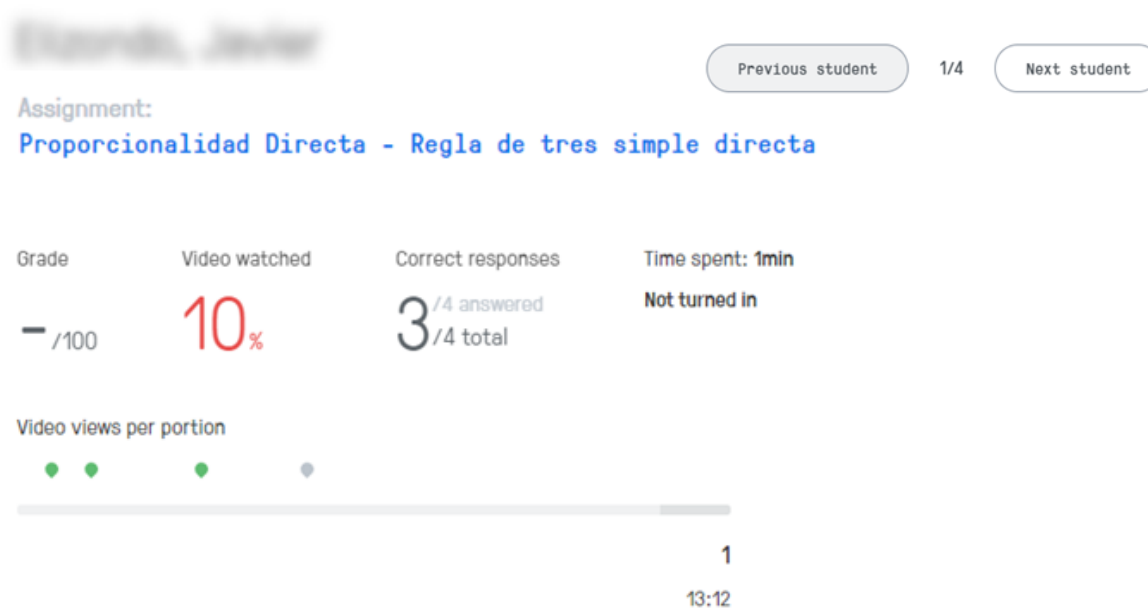 Previous student 1/4 Next student
Assignment:
Proporcionalidad Directa - Regla de tres simple directa
Grade Video watched Correct responses Time spent: 1min
-/100 10% 3/4 answered /4 total Not turned in
Video views per portion
1
13:12